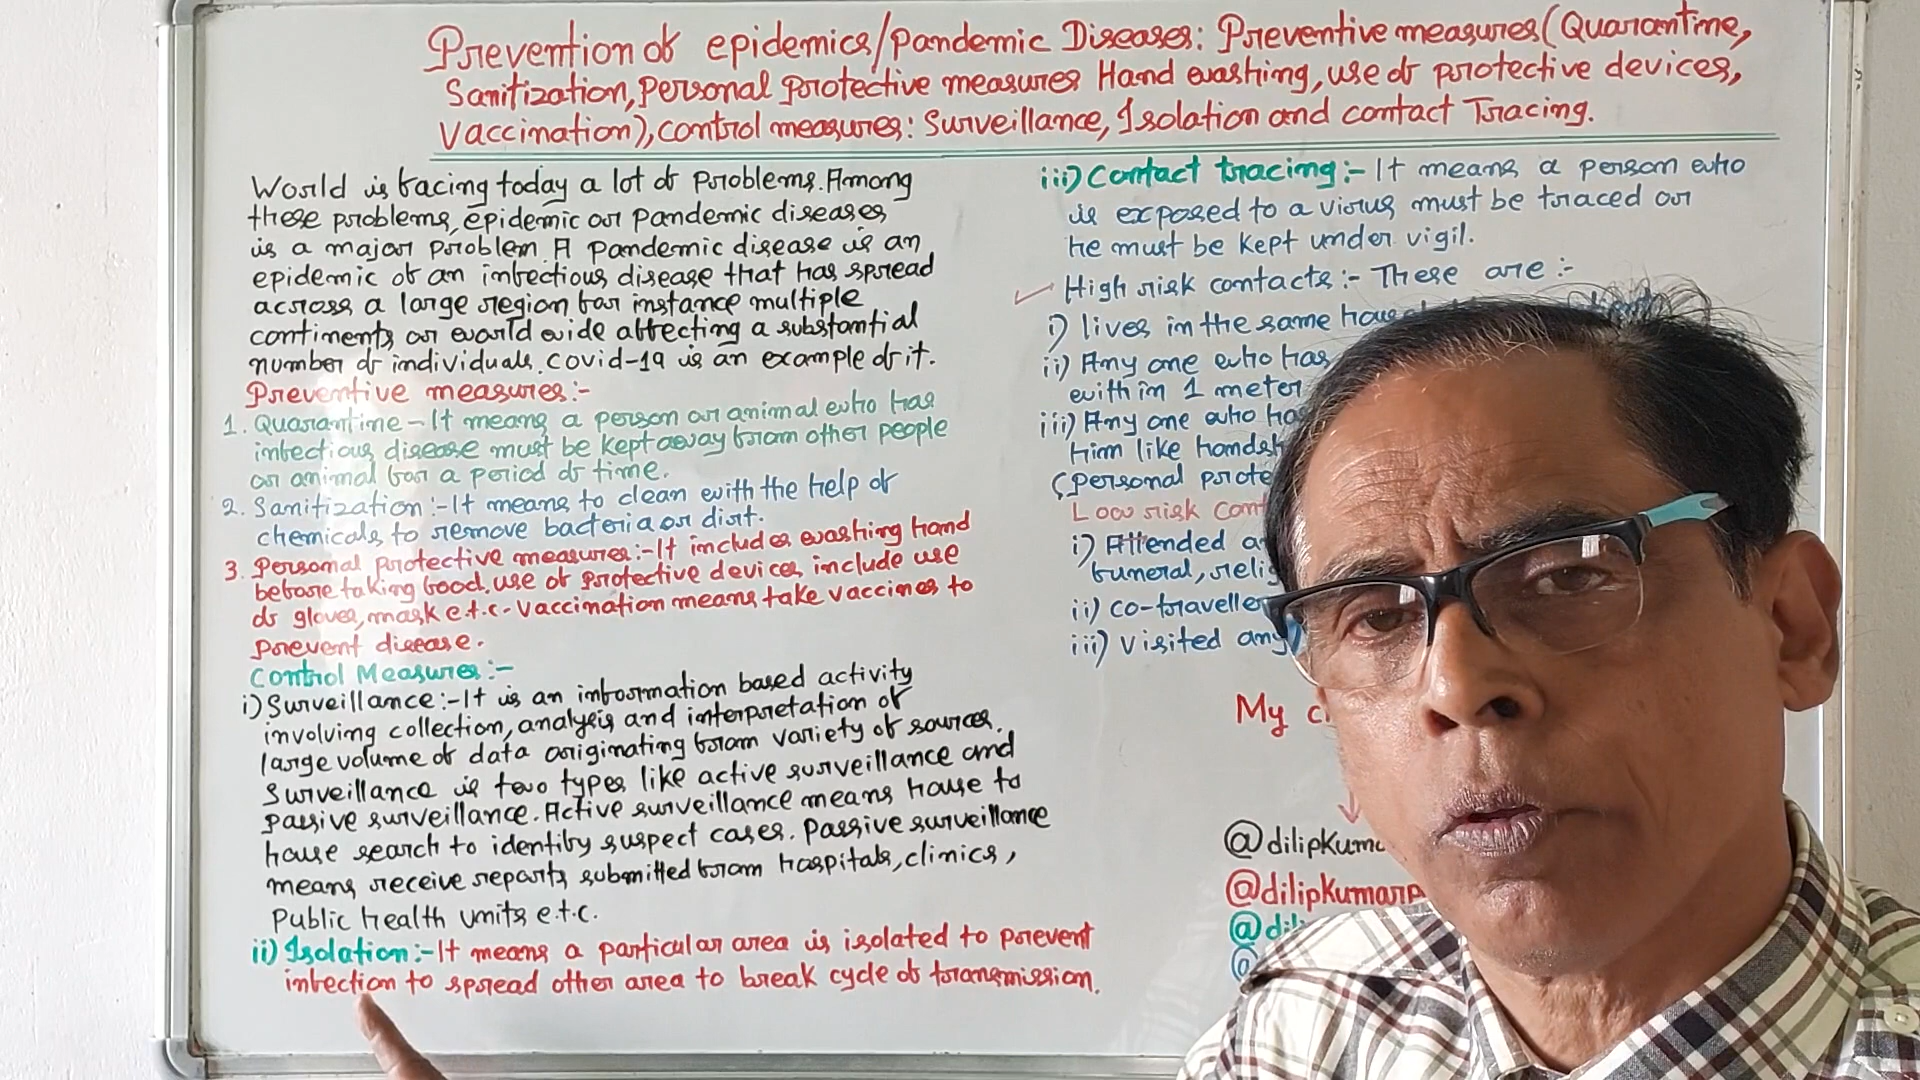 Prevention of epidemics/pandemic Diseases: Preventive measures (Quarantine,
Sanitization, personal protective measures Hand washing, use of protective devices,
Vaccination), control measures: Surveillance, Isolation and contact Tracing.
World is facing today a lot of problems. Among
these problems, epidemic or pandemic diseases
is a major problem. A pandemic disease is an
epidemic of an infectious disease that has spread
across a large region for instance multiple
continents or world wide affecting a substantial
number of individuals. covid-19 is an example of it.
Preventive measures:-
1. Quarantine - It means a person or animal who has
infectious disease must be kept away from other people
or animal for a period of time.
2. Sanitization:- It means to clean with the help of
chemicals to remove bacteria or dirt.
3. Personal protective measures:- It includes washing hand
before taking food. use of protective devices include use
of gloves, mask e.t.c. Vaccination means take vaccines to
prevent disease.
Control Measures:-
i) Surveillance:- It is an information based activity
involving collection, analysis and interpretation of
large volume of data originating from variety of sources.
Surveillance is two types like active surveillance and
passive surveillance. Active surveillance means house to
house search to identify suspect cases. Passive surveillance
means receive reports submitted from hospitals, clinics,
Public health units e.t.c.
ii) Isolation:- It means a particular area is isolated to prevent
infection to spread other area to break cycle of transmission.
iii) Contact tracing:- It means a person who
is exposed to a virus must be traced or
he must be kept under vigil.
High risk contacts:- These are:-
i) lives in the same
ii) Any one who has
with in 1 meter
iii) Any one who
him like
(personal
Low risk
i) Attended
funeral,
ii)
iii) visited
My